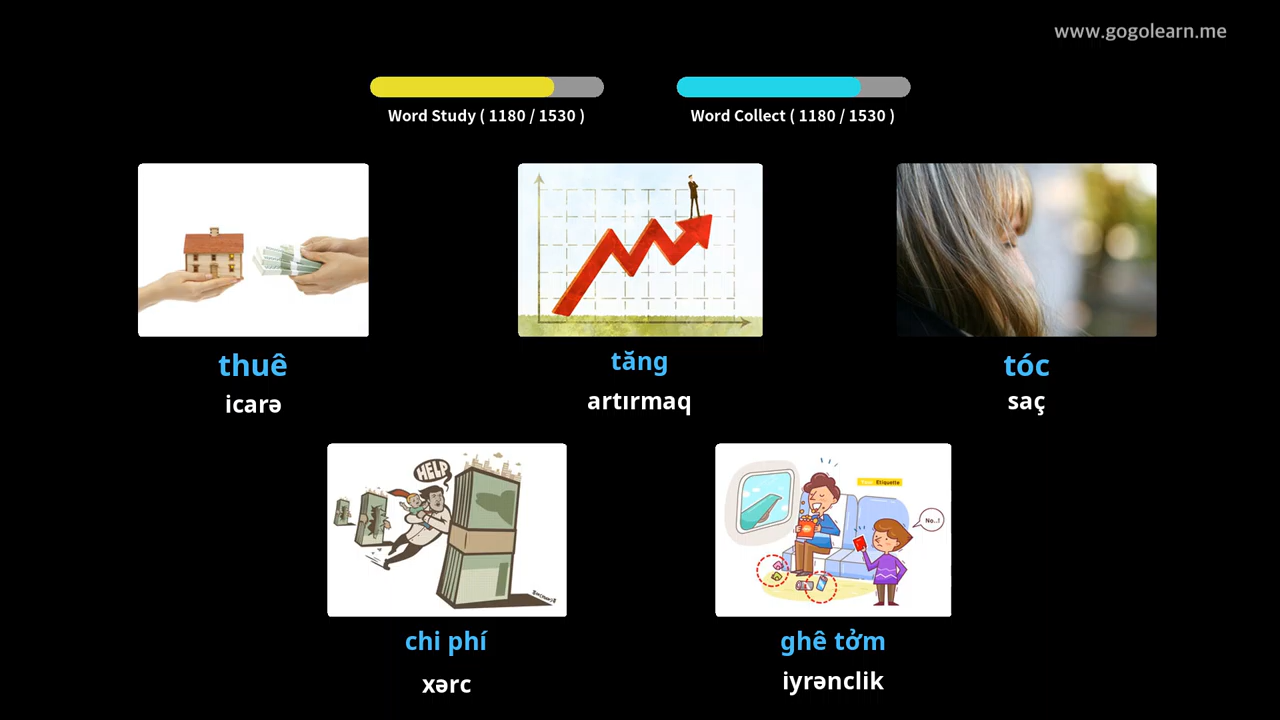 www.gogolearn.me
Word Study ( 1180 / 1530 )
Word Collect ( 1180 / 1530 )
thuê
icarə
tăng
artırmaq
tóc
saç
HELP
chi phí
xərc
Etiquette
No..!
ghê tởm
iyrənclik